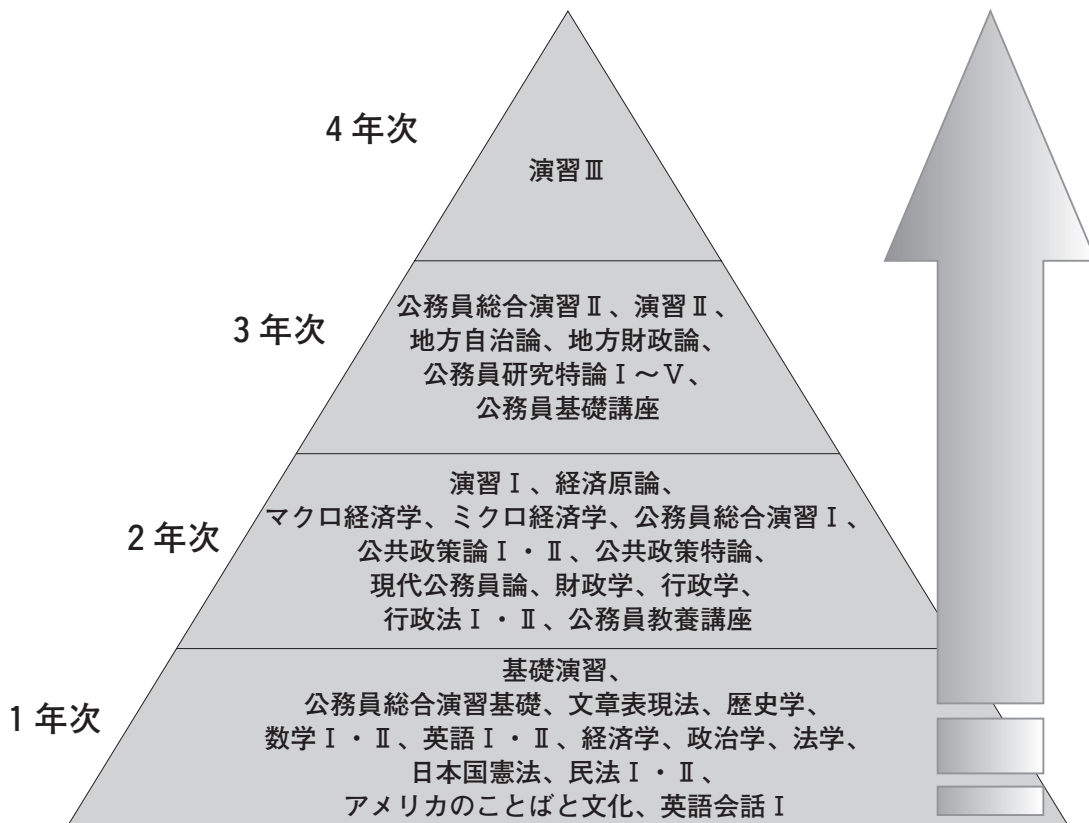 4年次
演習Ⅲ
3年次
公務員総合演習Ⅱ、演習Ⅱ、
地方自治論、地方財政論、
公務員研究特論Ⅰ～Ⅴ、
公務員基礎講座
2年次
演習Ⅰ、経済原論、
マクロ経済学、ミクロ経済学、公務員総合演習Ⅰ、
公共政策論Ⅰ・Ⅱ、公共政策特論、
現代公務員論、財政学、行政学、
行政法Ⅰ・Ⅱ、公務員教養講座
1年次
基礎演習、
公務員総合演習基礎、文章表現法、歴史学、
数学Ⅰ・Ⅱ、英語Ⅰ・Ⅱ、経済学、政治学、法学、
日本国憲法、民法Ⅰ・Ⅱ、
アメリカのことばと文化、英語会話Ⅰ